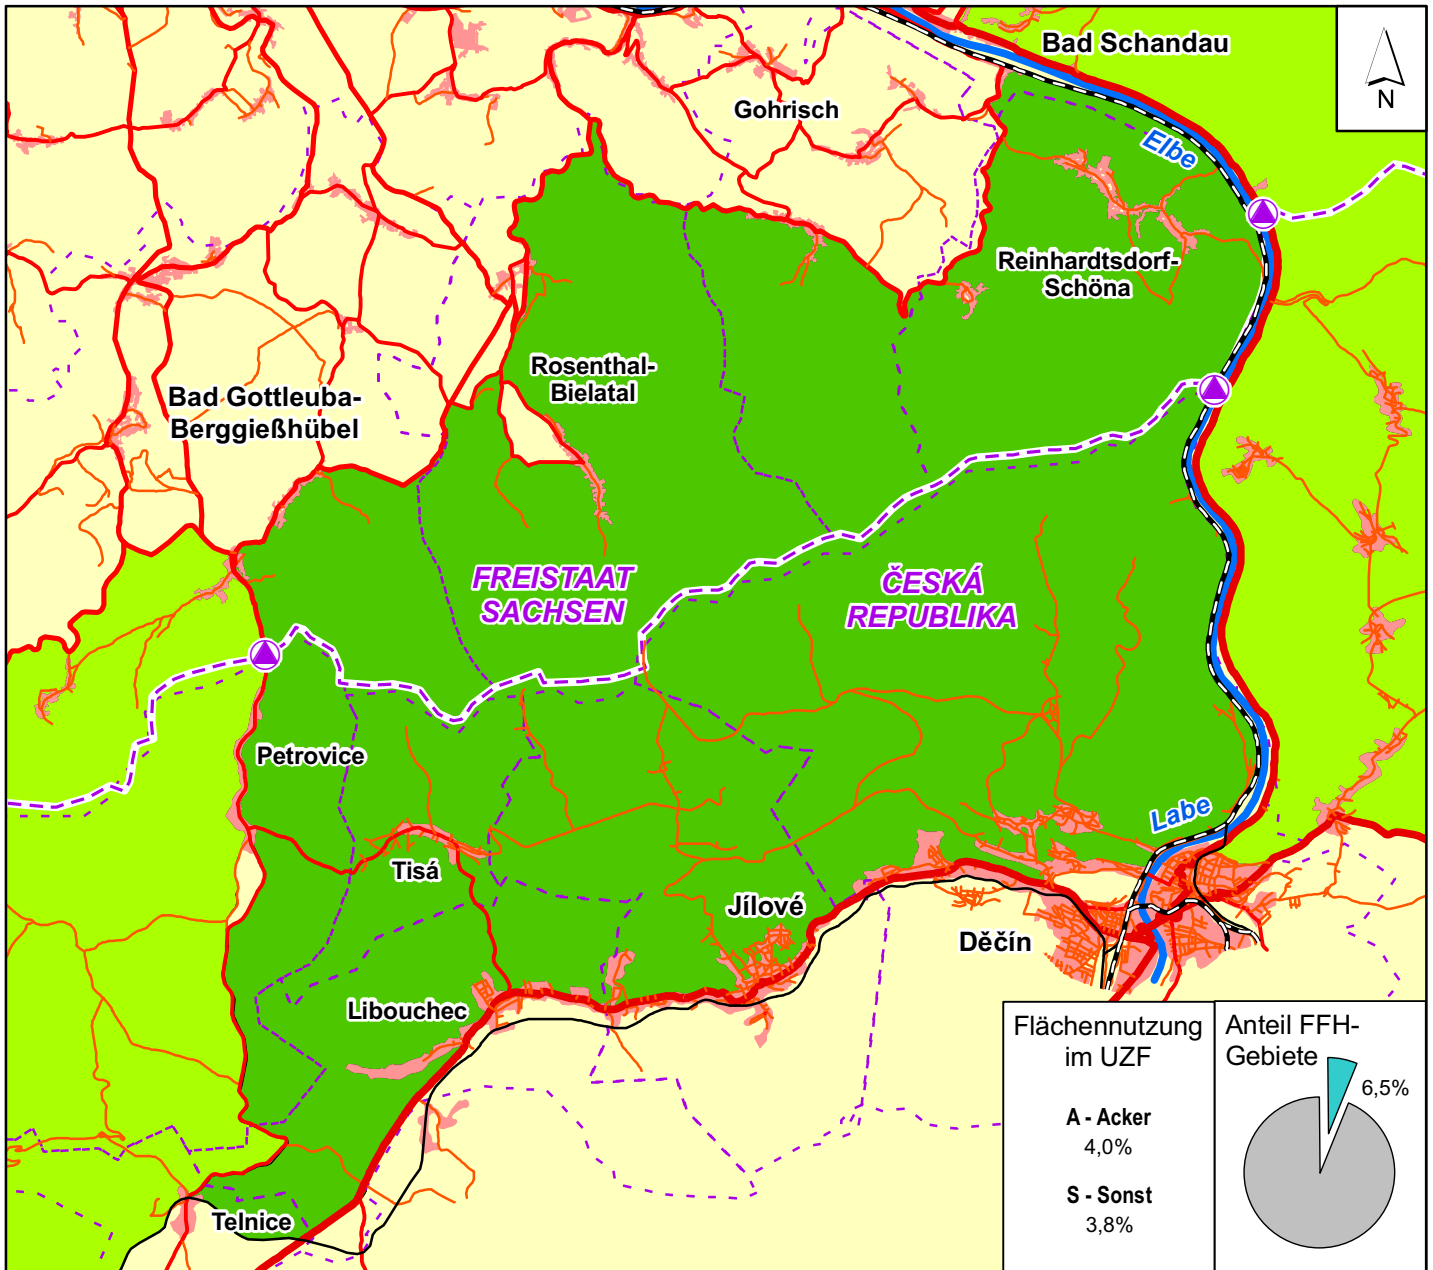 Bad Schandau
N
Gohrisch
Elbe
Reinhardtsdorf-
Schöna
Rosenthal-
Bielatal
Bad Gottleuba-
Berggießhübel
FREISTAAT
SACHSEN
ČESKÁ
REPUBLIKA
Petrovice
Labe
Tisá
Jílové
Děčín
Libouchec
Telnice
Flächennutzung
im UZF
A - Acker
4,0%
S - Sonst
3,8%
Anteil FFH-
Gebiete
6,5%